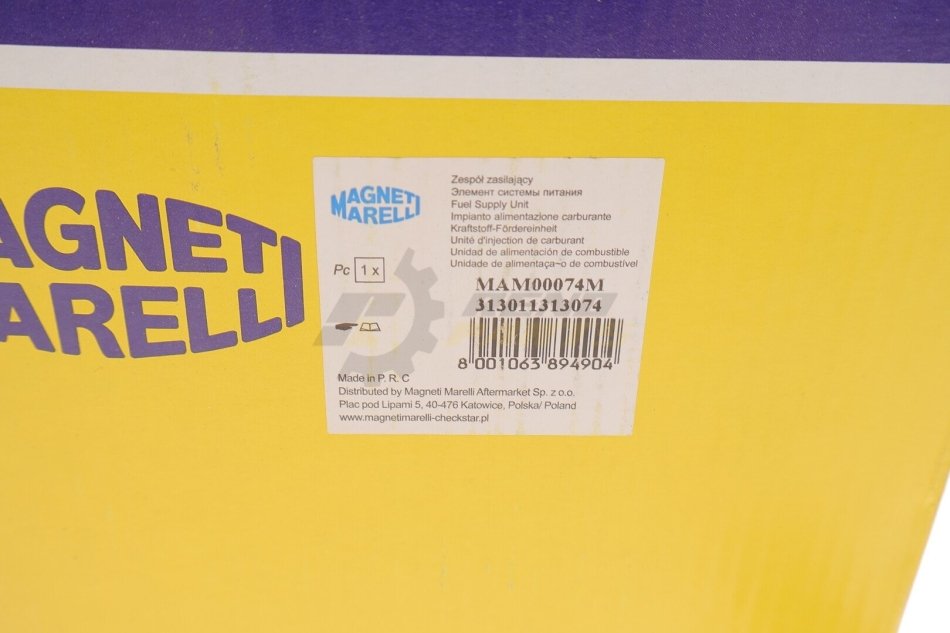 AGNETI
MARELLI
MAGNETI
MARELLI
Zespół zasilający
Элемент системы питания
Fuel Supply Unit
Impianto alimentazione carburante
Kraftstoff-Fördereinheit
Unité d'injection de carburant
Unidad de alimentación de combustible
Unidade de alimentaça~o de combustível
Pc 1 x
MAM00074M
313011313074
8 001063 894904
Made in P. R. C
Distributed by Magneti Marelli Aftermarket Sp. z o.o.
Plac pod Lipami 5, 40-476 Katowice, Polska/ Poland
www.magnetimarelli-checkstar.pl